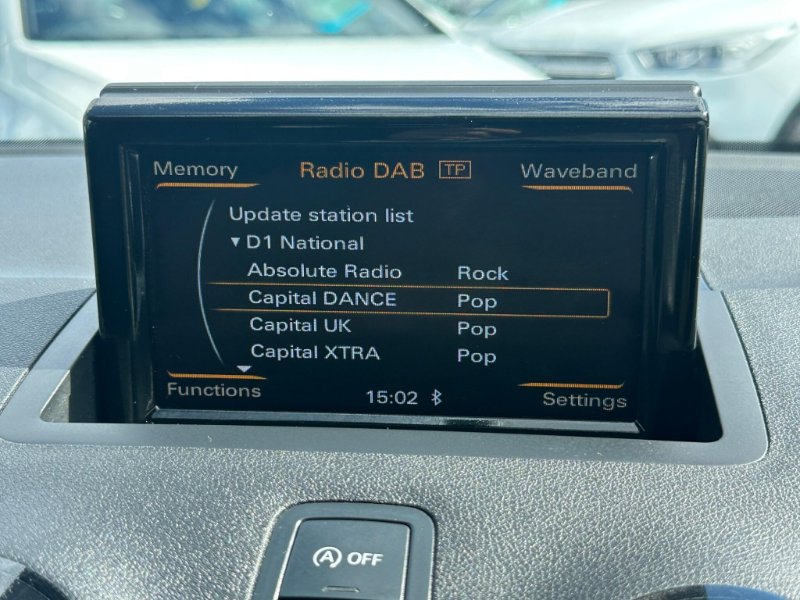 Memory Radio DAB TP Waveband
Update station list
D1 National
Absolute Radio Rock
Capital DANCE Pop
Capital UK Pop
Capital XTRA Pop
Functions 15:02 Settings
A OFF